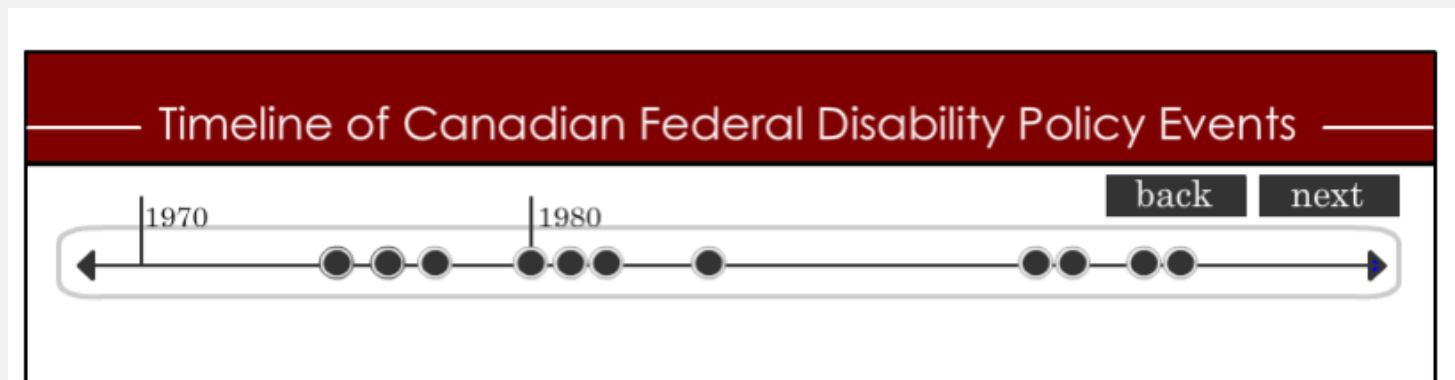 Timeline of Canadian Federal Disability Policy Events
back next
1970 1980